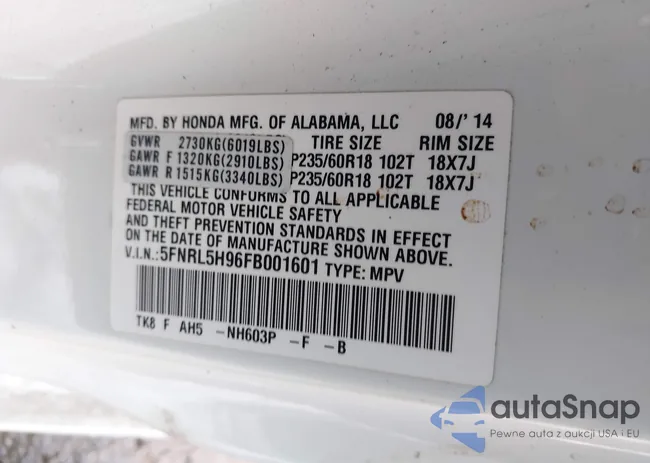 MFD. BY HONDA MFG. OF ALABAMA, LLC 08/'14
GVWR 2730KG(6019LBS) TIRE SIZE RIM SIZE
GAWR F 1320KG(2910LBS) P235/60R18 102T 18X7J
GAWR R 1515KG(3340LBS) P235/60R18 102T 18X7J
THIS VEHICLE CONFORMS TO ALL APPLICABLE
FEDERAL MOTOR VEHICLE SAFETY
AND THEFT PREVENTION STANDARDS IN EFFECT
ON THE DATE OF MANUFACTURE SHOWN ABOVE.
V.I.N.:5FNRL5H96FB001601 TYPE: MPV
TK8 F AH5 -NH603P -F -B
autaSnap
Pewne auta z aukcji USA i EU